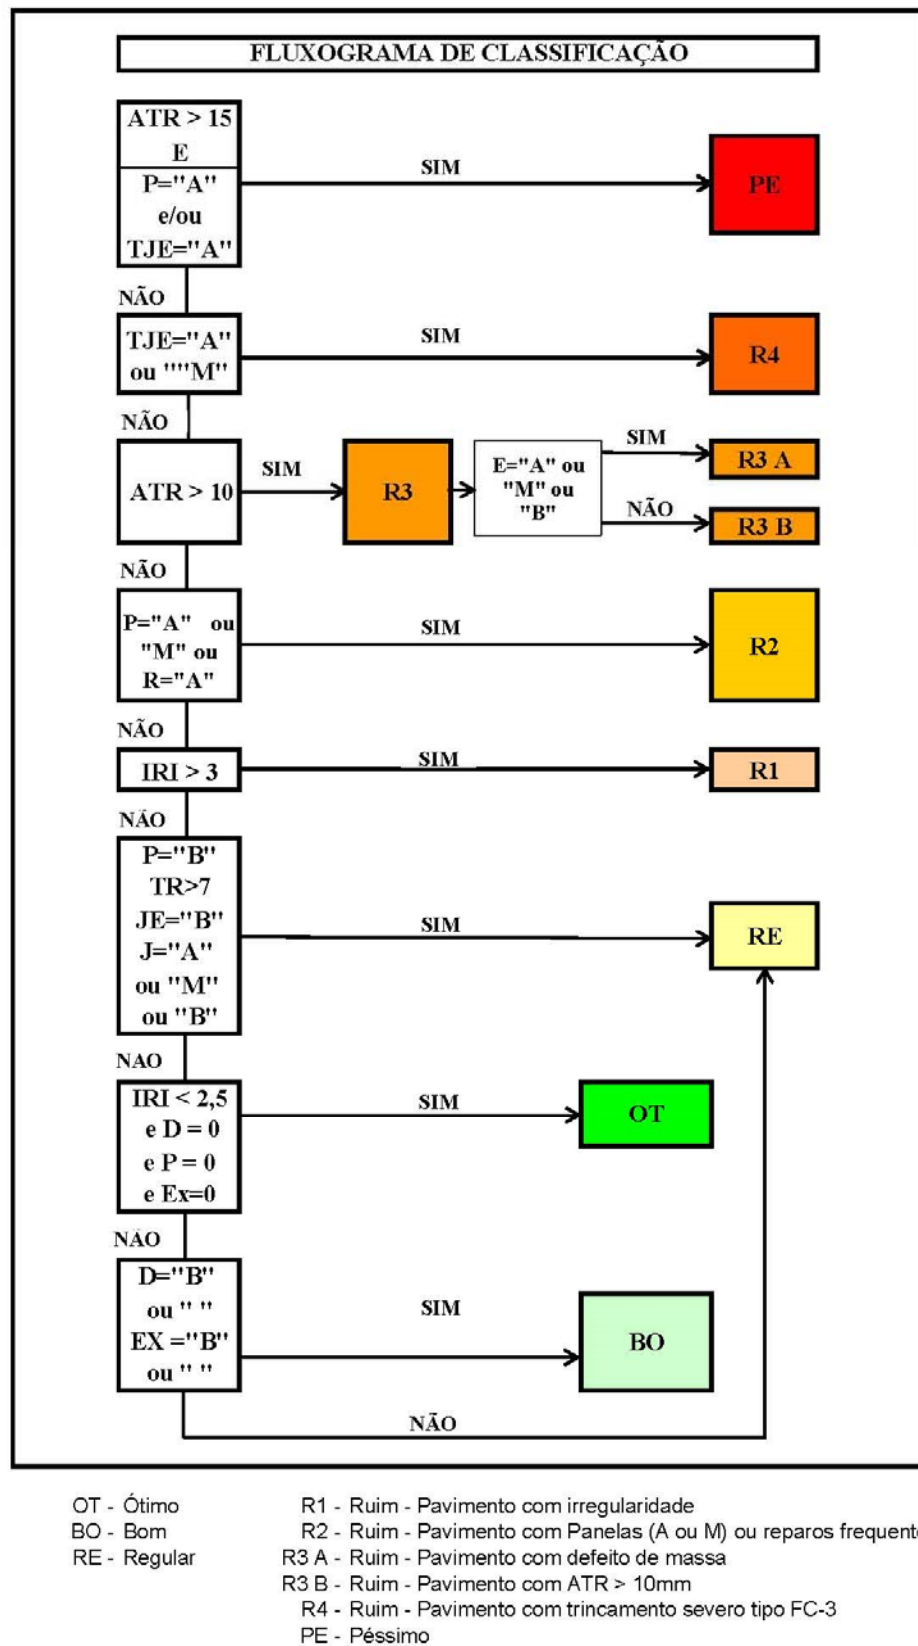 FLUXOGRAMA DE CLASSIFICAÇÃO
ATR > 15
E
P="A"
e/ou
TJE="A"
SIM
PE
NÃO
TJE="A"
ou ""M"
SIM
R4
NÃO
ATR > 10
SIM
R3
E="A" ou
"M" ou
"B"
SIM
R3 A
NÃO
R3 B
NÃO
P="A" ou
"M" ou
R="A"
SIM
R2
NÃO
IRI > 3
SIM
R1
NÃO
P="B"
TR>7
JE="B"
J="A"
ou "M"
ou "B"
SIM
RE
NAO
IRI < 2,5
e D = 0
e P = 0
e Ex=0
SIM
OT
NÃO
D="B"
ou " "
EX ="B"
ou " "
SIM
BO
NÃO
OT - Ótimo
BO - Bom
RE - Regular
R1 - Ruim - Pavimento com irregularidade
R2 - Ruim - Pavimento com Panelas (A ou M) ou reparos frequente
R3 A - Ruim - Pavimento com defeito de massa
R3 B - Ruim - Pavimento com ATR > 10mm
R4 - Ruim - Pavimento com trincamento severo tipo FC-3
PE - Péssimo